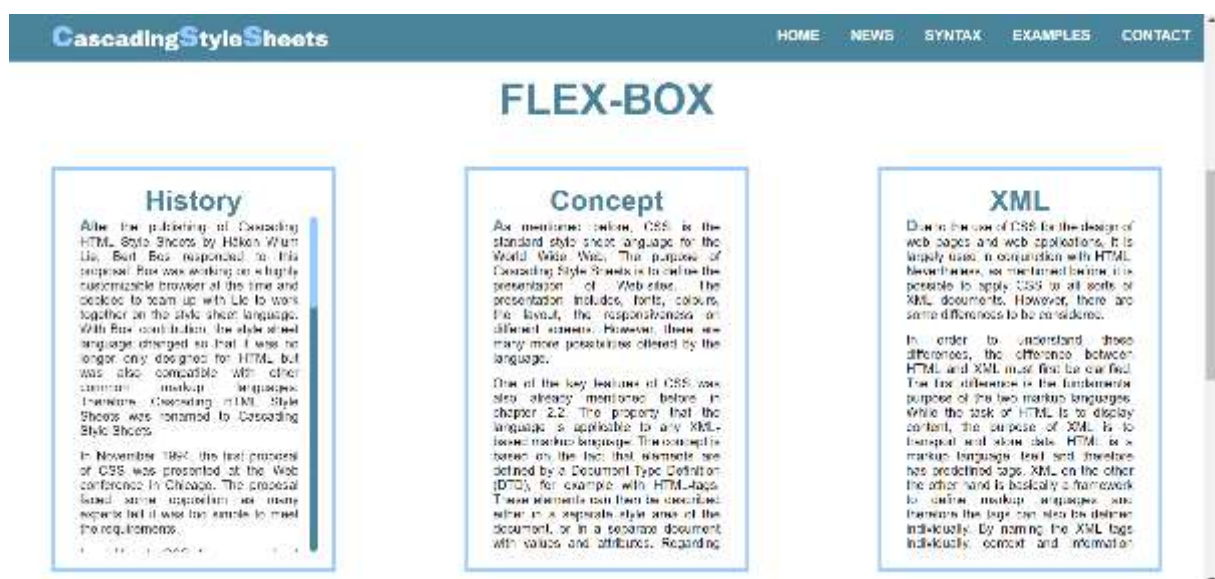 CascadingStyleSheets
HOME NEWS SYNTAX EXAMPLES CONTACT
FLEX-BOX
History
After the publishing of Cascading
HTML Style Sheets by Håkon Wium
Lie, Bert Bos responded to this
proposal. Bos was working on a highly
customizable browser at the time and
decided to team up with Lie to work
together on the style sheet language.
With Bos' contribution, the style sheet
language changed so that it was no
longer only designed for HTML but
was also compatible with other
common markup languages.
Therefore Cascading HTML Style
Sheets was renamed to Cascading
Style Sheets.
In November 1994, the first proposal
of CSS was presented at the Web
conference in Chicago. The proposal
faced some opposition as many
experts felt it was too simple to meet
the requirements.
Concept
As mentioned before, CSS is the
standard style sheet language for the
World Wide Web. The purpose of
Cascading Style Sheets is to define the
presentation of Web sites. The
presentation includes, fonts, colours,
the layout, the responsiveness on
different screens. However, there are
many more possibilities offered by the
language.
One of the key features of CSS was
also already mentioned before in
chapter 2.2. The property that the
language is applicable to any XML-
based markup language. The concept is
based on the fact that elements are
defined by a Document Type Definition
(DTD), for example with HTML-tags.
These elements can then be described
either in a separate style area of the
document, or in a separate document
with values and attributes. Regarding
XML
Due to the use of CSS for the design of
web pages and web applications, it is
largely used in conjunction with HTML.
Nevertheless, as mentioned before, it is
possible to apply CSS to all sorts of
XML documents. However, there are
some differences to be considered.
In order to understand these
differences, the difference between
HTML and XML must first be clarified.
The first difference is the fundamental
purpose of the two markup languages.
While the task of HTML is to display
content, the purpose of XML is to
transport and store data. HTML is a
markup language itself and therefore
has predefined tags. XML on the other
the other hand is basically a framework
to define markup languages and
therefore the tags can also be defined
individually. By naming the XML tags
individually, context and information